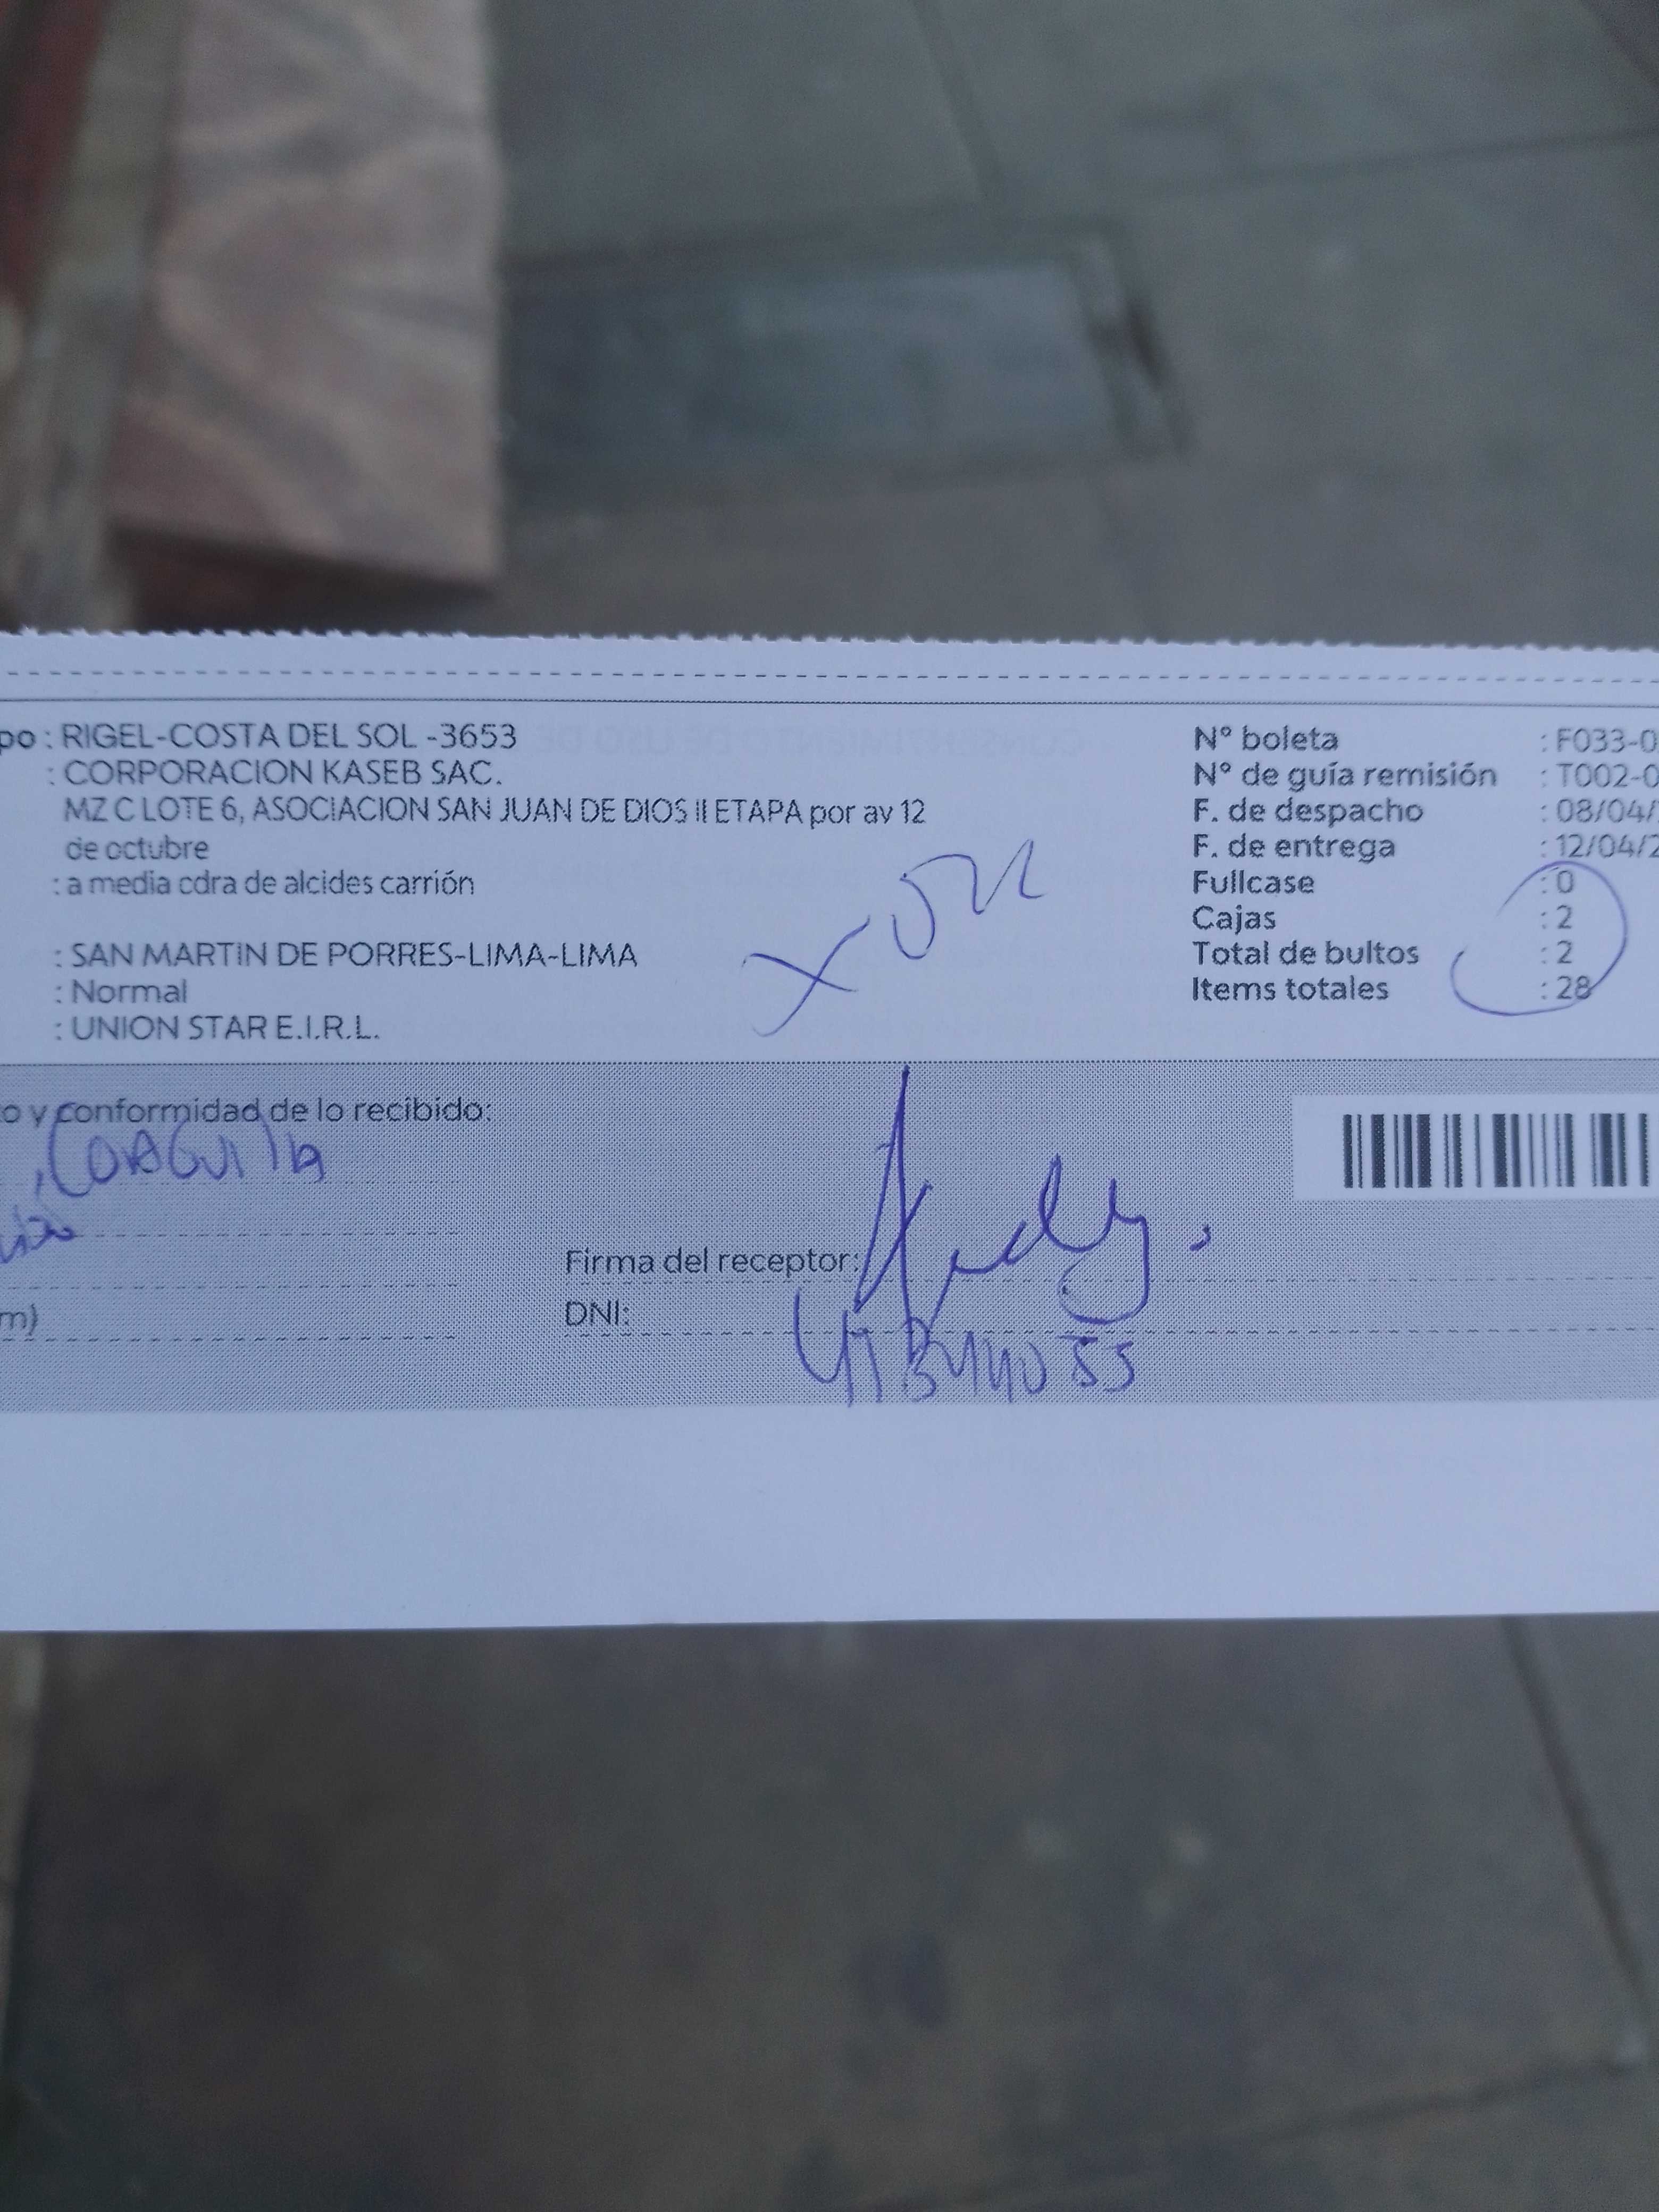 po : RIGEL-COSTA DEL SOL -3653
: CORPORACION KASEB SAC.
MZ C LOTE 6, ASOCIACION SAN JUAN DE DIOS II ETAPA por av 12
de octubre
: a media cdra de alcides carrión
: SAN MARTIN DE PORRES-LIMA-LIMA
: Normal
: UNION STAR E.I.R.L.
N° boleta : F033-0
N° de guía remisión : T002-0
F. de despacho : 08/04/
F. de entrega : 12/04/2
Fullcase : 0
Cajas : 2
Total de bultos : 2
Items totales : 28
o y conformidad de lo recibido:
COAGUILA
Firma del receptor:
m)
DNI: